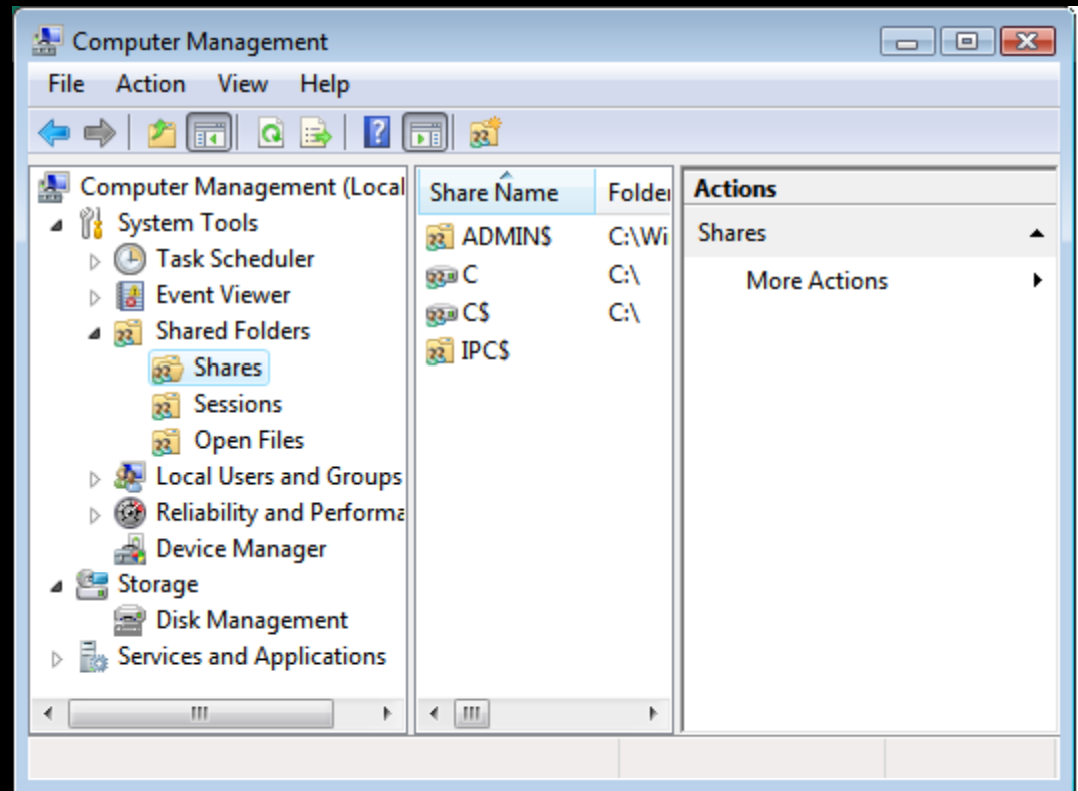 Computer Management
File Action View Help
Computer Management (Local
System Tools
Task Scheduler
Event Viewer
Shared Folders
Shares
Sessions
Open Files
Local Users and Groups
Reliability and Performa
Device Manager
Storage
Disk Management
Services and Applications
Share Name Folder
ADMIN$ C:\Wi
C C:\
C$ C:\
IPC$
Actions
Shares
More Actions